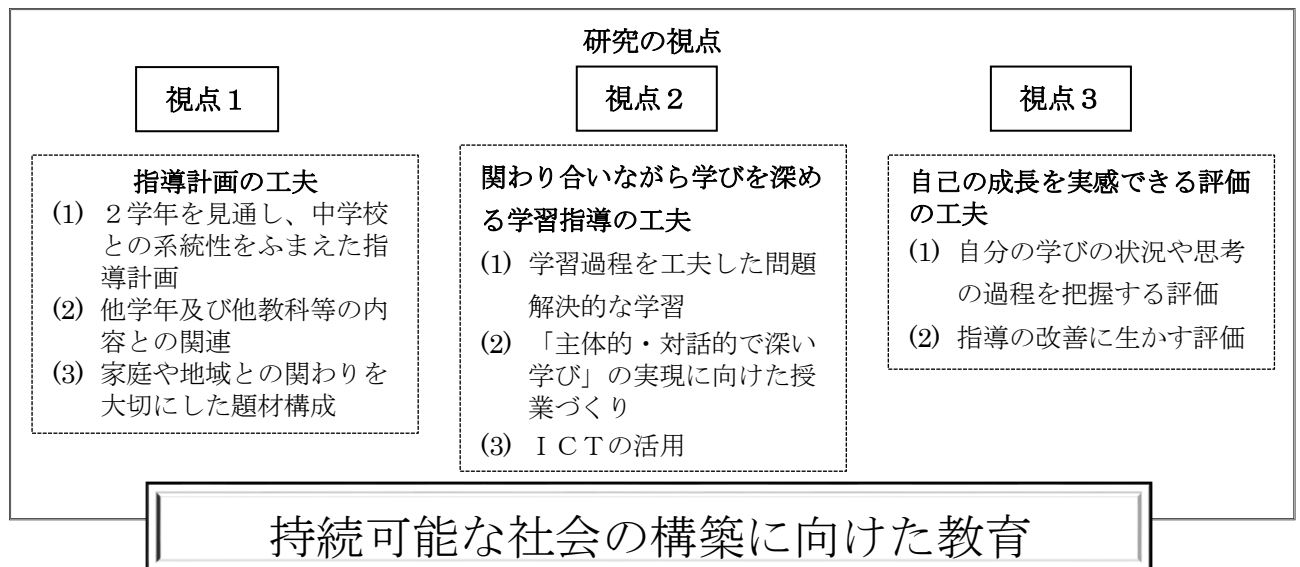 研究の視点
視点１
指導計画の工夫
(1) ２学年を見通し、中学校
との系統性をふまえた指
導計画
(2) 他学年及び他教科等の内
容との関連
(3) 家庭や地域との関わりを
大切にした題材構成
視点２
関わり合いながら学びを深め
る学習指導の工夫
(1) 学習過程を工夫した問題
解決的な学習
(2) 「主体的・対話的で深い
学び」の実現に向けた授
業づくり
(3) ＩＣＴの活用
視点３
自己の成長を実感できる評価
の工夫
(1) 自分の学びの状況や思考
の過程を把握する評価
(2) 指導の改善に生かす評価
持続可能な社会の構築に向けた教育